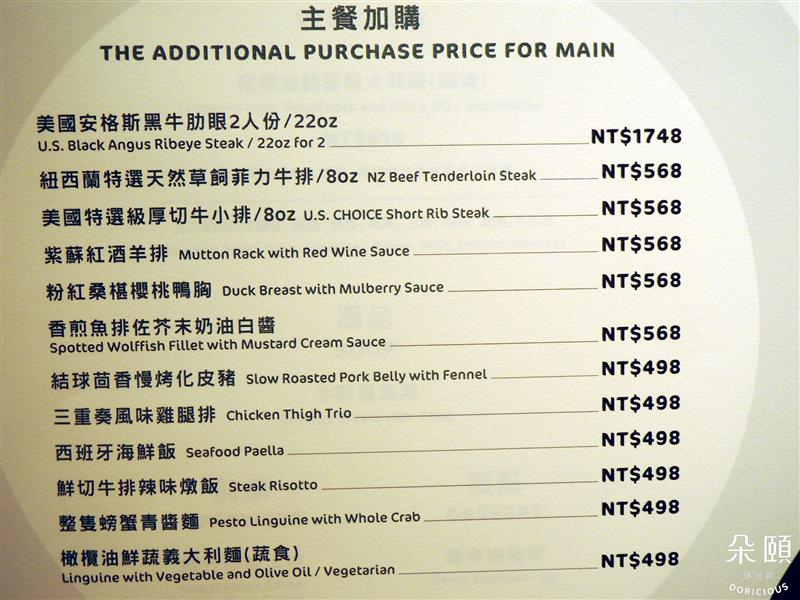 主餐加購
THE ADDITIONAL PURCHASE PRICE FOR MAIN
美國安格斯黑牛肋眼2人份/22oz
U.S. Black Angus Ribeye Steak / 22oz for 2 NT$1748
紐西蘭特選天然草飼菲力牛排/8oz NZ Beef Tenderloin Steak NT$568
美國特選級厚切牛小排/8oz U.S. CHOICE Short Rib Steak NT$568
紫蘇紅酒羊排 Mutton Rack with Red Wine Sauce NT$568
粉紅桑椹櫻桃鴨胸 Duck Breast with Mulberry Sauce NT$568
香煎魚排佐芥末奶油白醬
Spotted Wolffish Fillet with Mustard Cream Sauce NT$568
結球茴香慢烤化皮豬 Slow Roasted Pork Belly with Fennel NT$498
三重奏風味雞腿排 Chicken Thigh Trio NT$498
西班牙海鮮飯 Seafood Paella NT$498
鮮切牛排辣味燉飯 Steak Risotto NT$498
整隻螃蟹青醬麵 Pesto Linguine with Whole Crab NT$498
橄欖油鮮蔬義大利麵(蔬食)
Linguine with Vegetable and Olive Oil / Vegetarian NT$498
朵頤
DORICIOUS